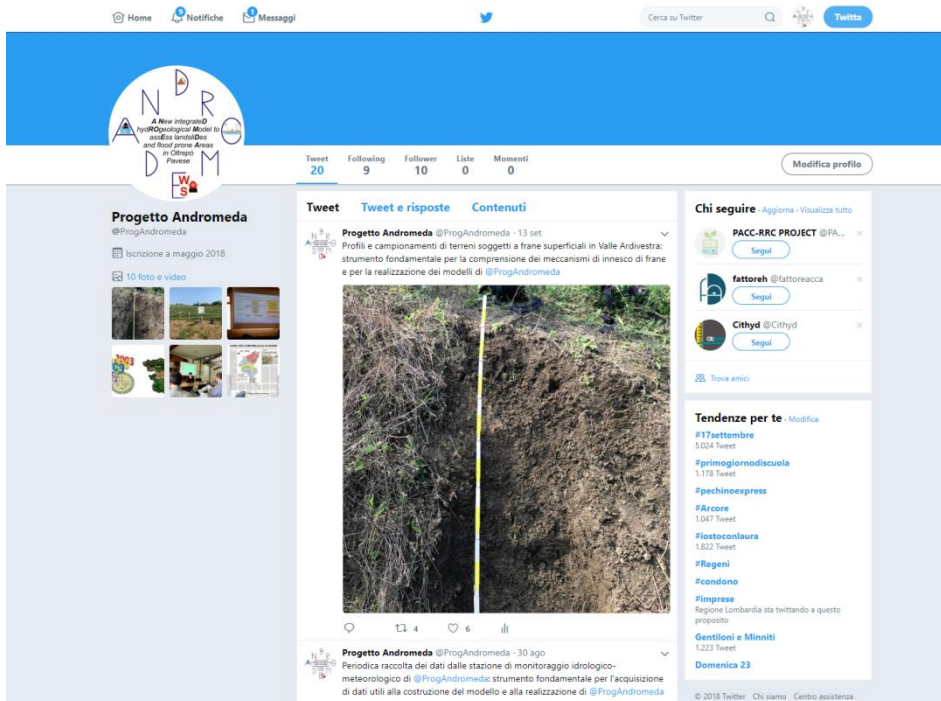 Home
9
Notifiche
1
Messaggi
Cerca su Twitter
Twitta
A New integrateD
hydROgeological Model to
assEss landsliDes
and flood prone Areas
in Oltrepò
Pavese
Tweet
20
Following
9
Follower
10
Liste
0
Momenti
0
Modifica profilo
Progetto Andromeda
@ProgAndromeda
Iscrizione a maggio 2018
10 foto e video
Tweet
Tweet e risposte
Contenuti
Progetto Andromeda @ProgAndromeda · 13 set
Profili e campionamenti di terreni soggetti a frane superficiali in Valle Ardivestra:
strumento fondamentale per la comprensione dei meccanismi di innesco di frane
e per la realizzazione dei modelli di @ProgAndromeda
4
6
Progetto Andromeda @ProgAndromeda · 30 ago
Periodica raccolta dei dati dalle stazione di monitoraggio idrologico-
meteorologico di @ProgAndromeda: strumento fondamentale per l'acquisizione
di dati utili alla costruzione del modello e alla realizzazione di @ProgAndromeda
Chi seguire · Aggiorna · Visualizza tutto
PACC-RRC PROJECT @PA...
Segui
fattoreh @fattoreacca
Segui
Cithyd @Cithyd
Segui
Trova amici
Tendenze per te · Modifica
#17settembre
5.024 Tweet
#primogiornodiscuola
1.178 Tweet
#pechinoexpress
#Arcore
1.047 Tweet
#iostoconlaura
1.822 Tweet
#Regeni
#condono
#imprese
Regione Lombardia sta twittando a questo
proposito
Gentiloni e Minniti
1.223 Tweet
Domenica 23
© 2018 Twitter Chi siamo Centro assistenza